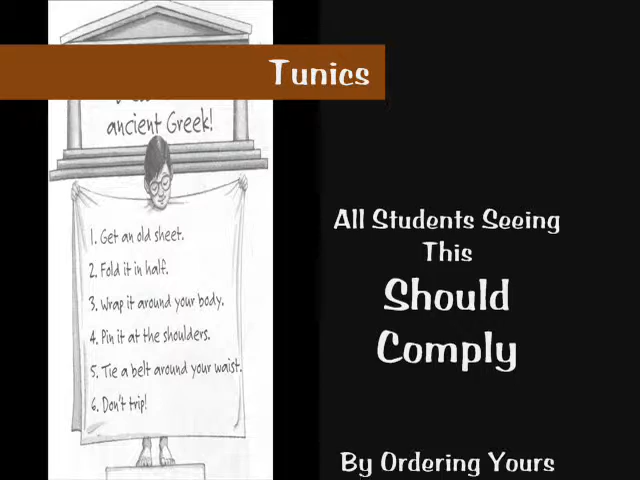 Tunics
ancient Greek!
1. Get an old sheet.
2. Fold it in half.
3. Wrap it around your body.
4. Pin it at the shoulders.
5. Tie a belt around your waist.
6. Don't trip!
All Students Seeing
This
Should
Comply
By Ordering Yours